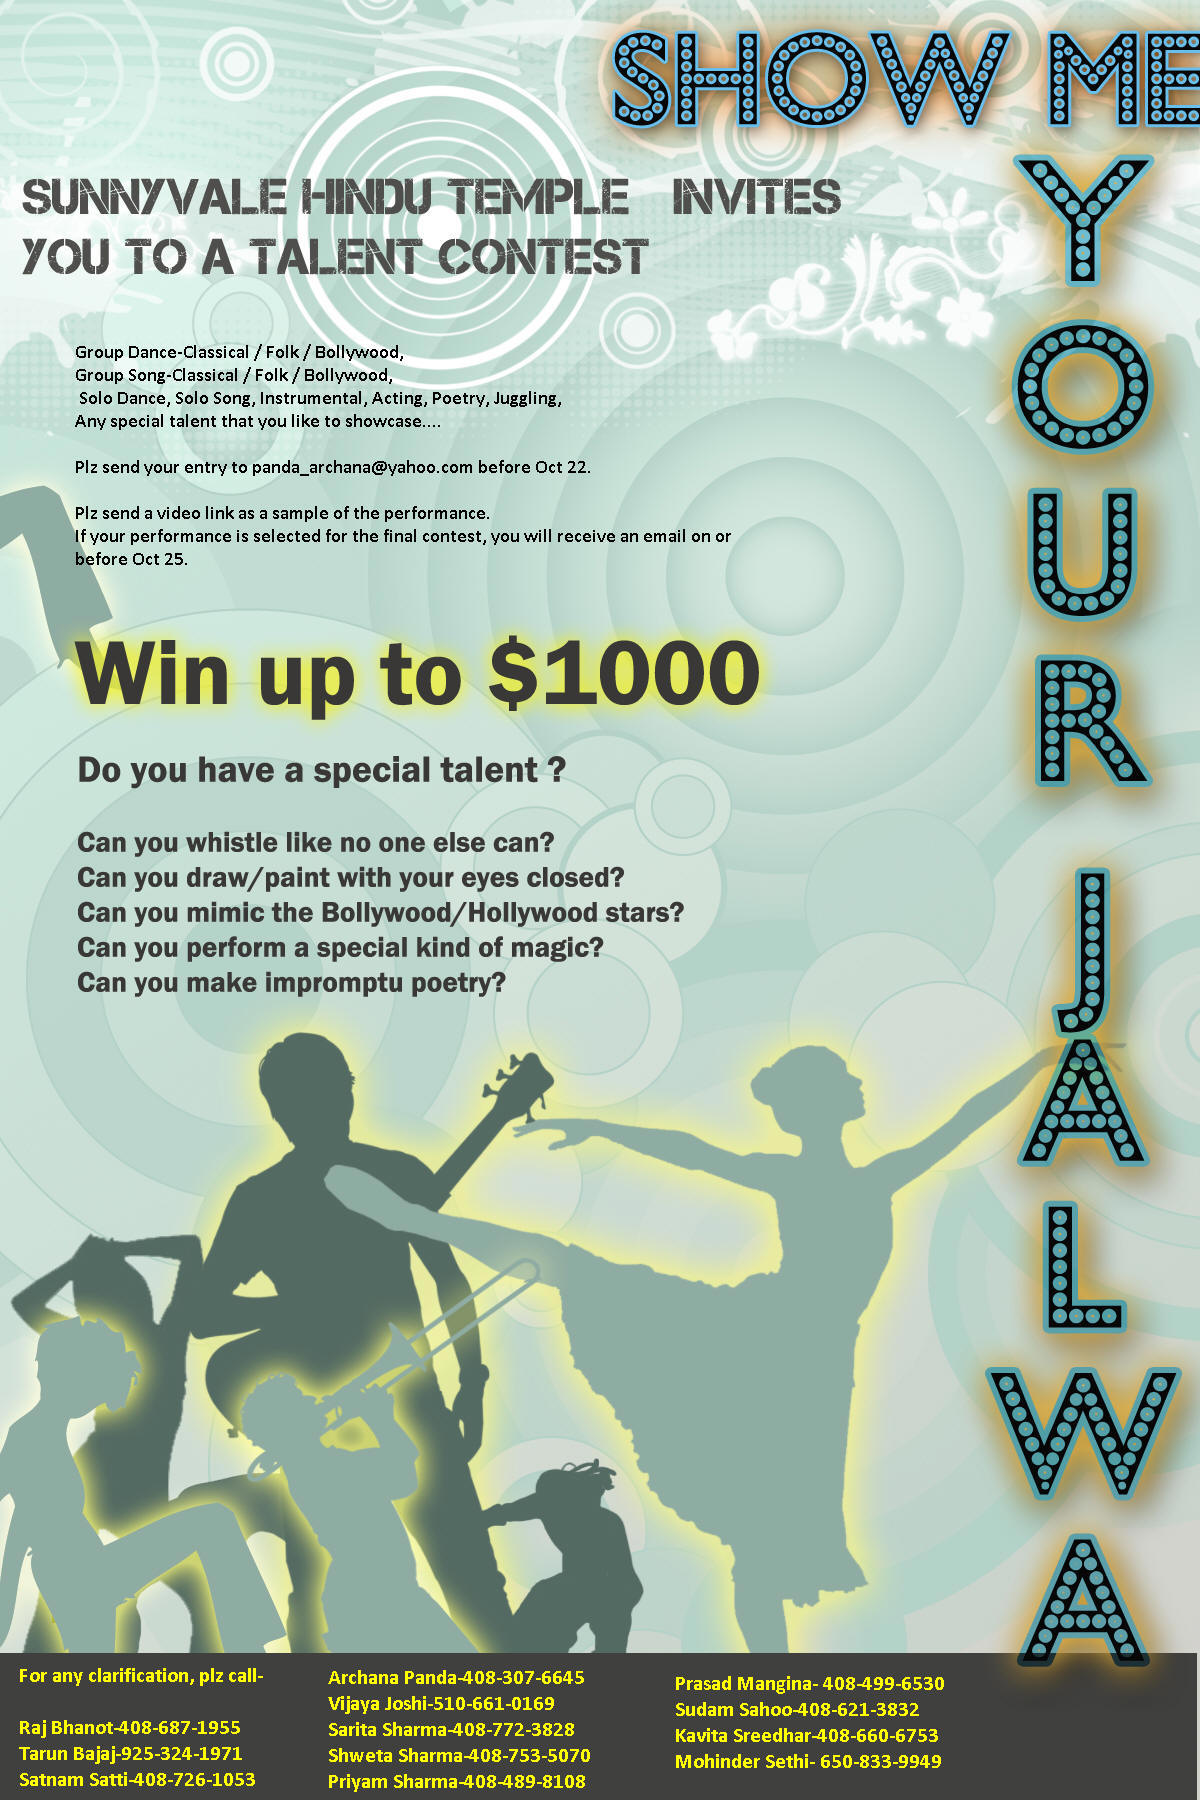 SHOW ME
YOUR
JALWA
SUNNYVALE HINDU TEMPLE INVITES
YOU TO A TALENT CONTEST
Group Dance-Classical / Folk / Bollywood,
Group Song-Classical / Folk / Bollywood,
Solo Dance, Solo Song, Instrumental, Acting, Poetry, Juggling,
Any special talent that you like to showcase....
Plz send your entry to panda_archana@yahoo.com before Oct 22.
Plz send a video link as a sample of the performance.
If your performance is selected for the final contest, you will receive an email on or
before Oct 25.
Win up to $1000
Do you have a special talent ?
Can you whistle like no one else can?
Can you draw/paint with your eyes closed?
Can you mimic the Bollywood/Hollywood stars?
Can you perform a special kind of magic?
Can you make impromptu poetry?
For any clarification, plz call-
Raj Bhanot-408-687-1955
Tarun Bajaj-925-324-1971
Satnam Satti-408-726-1053
Archana Panda-408-307-6645
Vijaya Joshi-510-661-0169
Sarita Sharma-408-772-3828
Shweta Sharma-408-753-5070
Priyam Sharma-408-489-8108
Prasad Mangina- 408-499-6530
Sudam Sahoo-408-621-3832
Kavita Sreedhar-408-660-6753
Mohinder Sethi- 650-833-9949